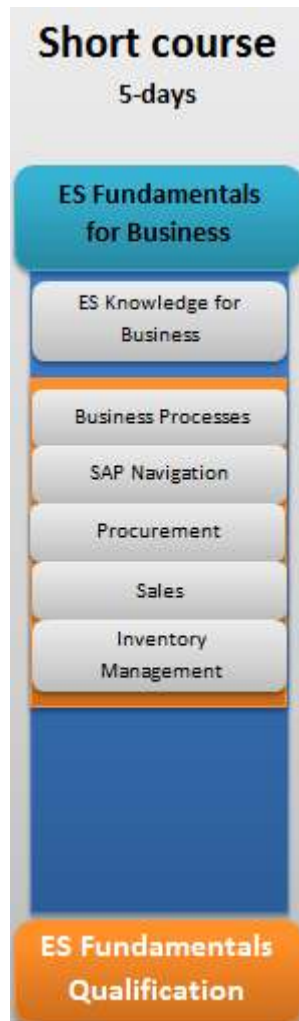 Short course
5-days
ES Fundamentals
for Business
ES Knowledge for
Business
Business Processes
SAP Navigation
Procurement
Sales
Inventory
Management
ES Fundamentals
Qualification